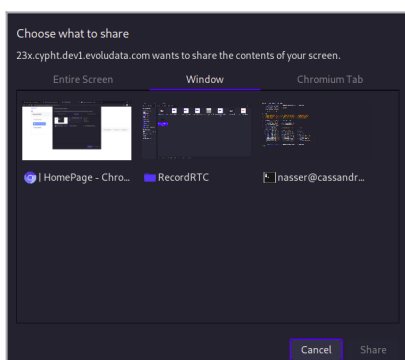 Choose what to share
23x.cypht.dev1.evoludata.com wants to share the contents of your screen.
Entire Screen Window Chromium Tab
| HomePage - Chro... RecordRTC nasser@cassandr...
Cancel Share